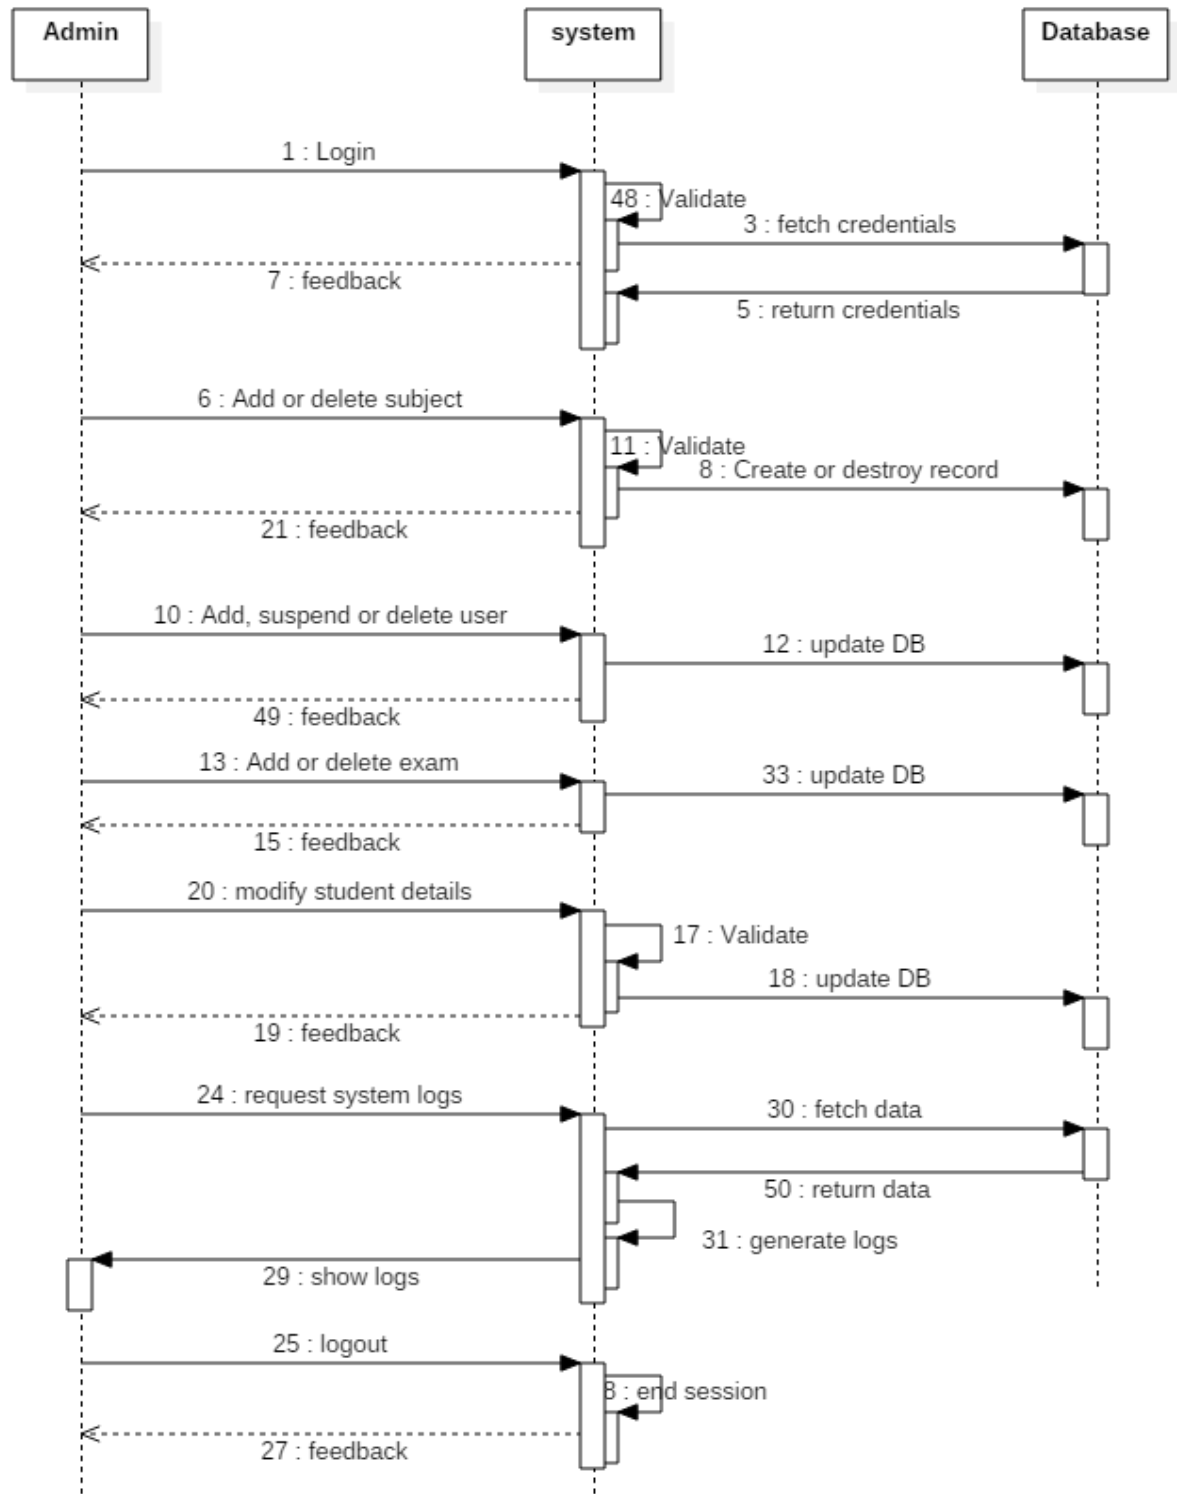 Admin
system
Database
1 : Login
48 : Validate
3 : fetch credentials
7 : feedback
5 : return credentials
6 : Add or delete subject
11 : Validate
8 : Create or destroy record
21 : feedback
10 : Add, suspend or delete user
12 : update DB
49 : feedback
13 : Add or delete exam
33 : update DB
15 : feedback
20 : modify student details
17 : Validate
18 : update DB
19 : feedback
24 : request system logs
30 : fetch data
50 : return data
31 : generate logs
29 : show logs
25 : logout
8 : end session
27 : feedback